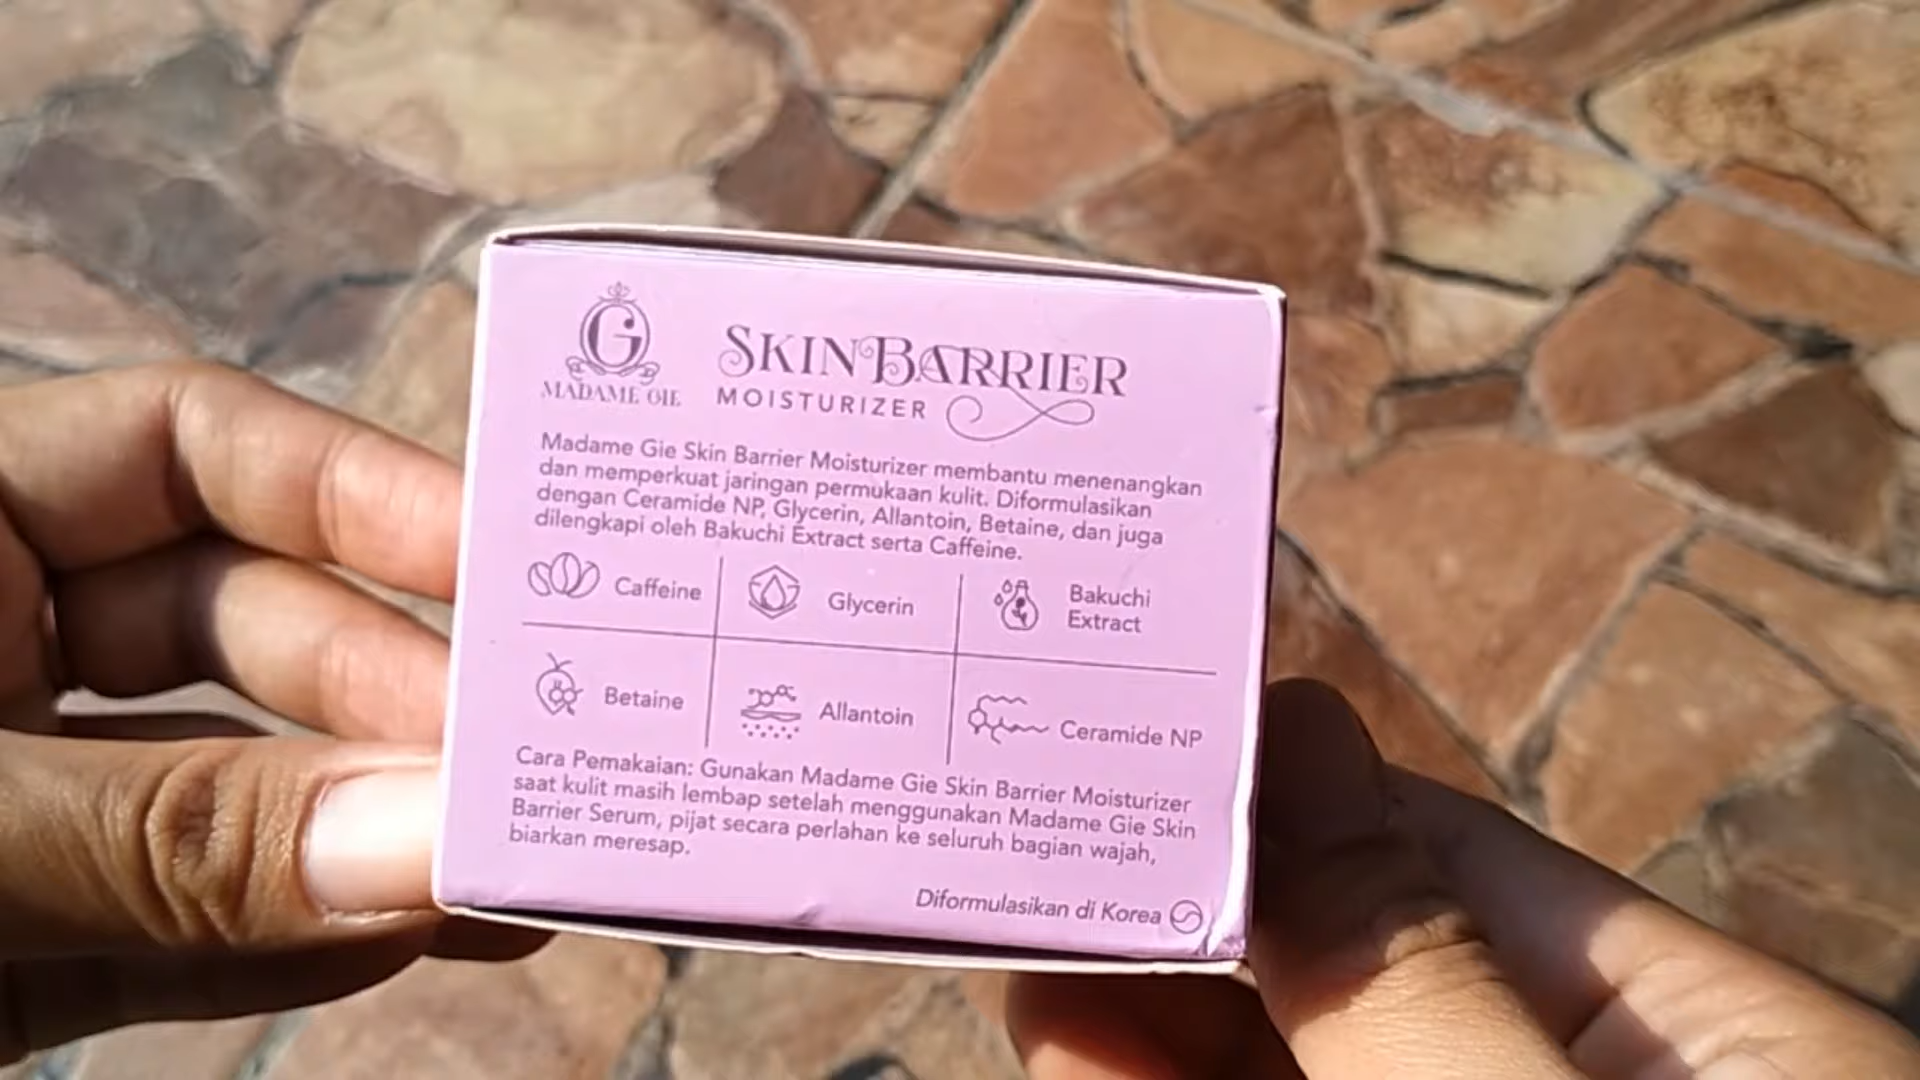 G
MADAME GIE
SKIN BARRIER
MOISTURIZER
Madame Gie Skin Barrier Moisturizer membantu menenangkan
dan memperkuat jaringan permukaan kulit. Diformulasikan
dengan Ceramide NP, Glycerin, Allantoin, Betaine, dan juga
dilengkapi oleh Bakuchi Extract serta Caffeine.
Caffeine
Glycerin
Bakuchi
Extract
Betaine
Allantoin
Ceramide NP
Cara Pemakaian: Gunakan Madame Gie Skin Barrier Moisturizer
saat kulit masih lembap setelah menggunakan Madame Gie Skin
Barrier Serum, pijat secara perlahan ke seluruh bagian wajah,
biarkan meresap.
Diformulasikan di Korea